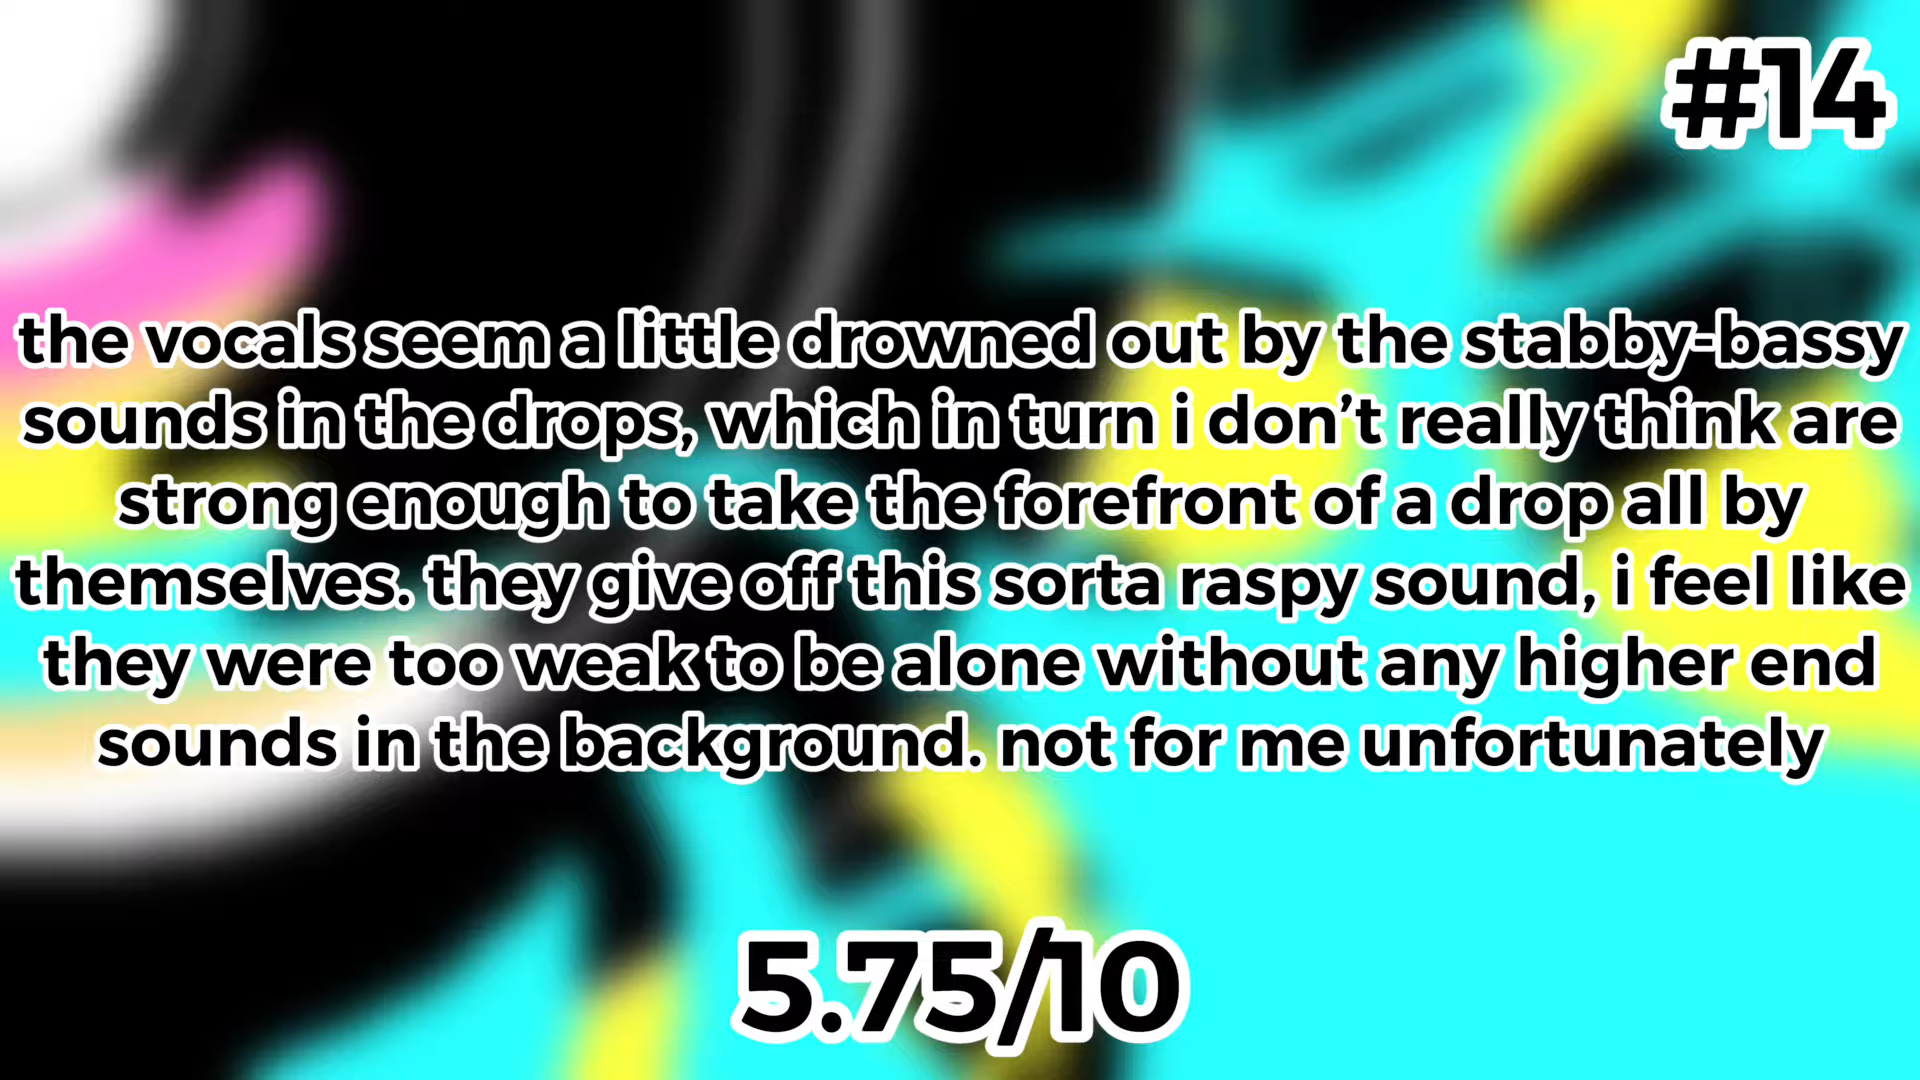 #14
the vocals seem a little drowned out by the stabby-bassy
sounds in the drops, which in turn i don’t really think are
strong enough to take the forefront of a drop all by
themselves. they give off this sorta raspy sound, i feel like
they were too weak to be alone without any higher end
sounds in the background. not for me unfortunately
5.75/10